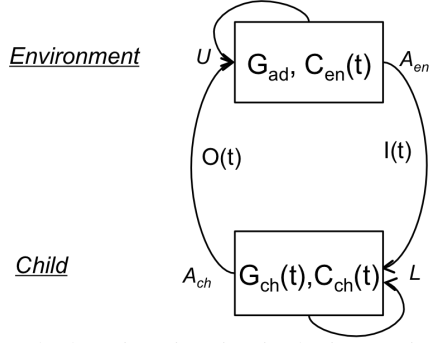 Environment
U
G_ad, C_en(t)
A_en
O(t)
I(t)
Child
A_ch
G_ch(t),C_ch(t)
L